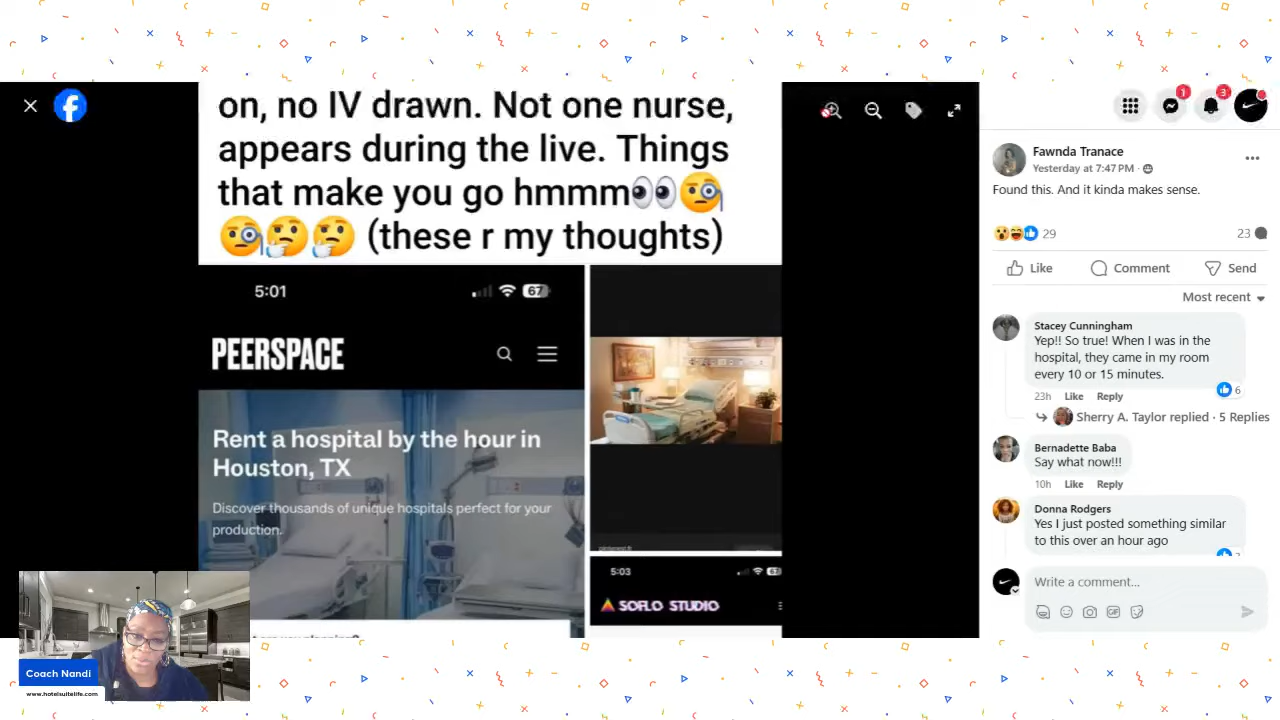 on, no IV drawn. Not one nurse,
appears during the live. Things
that make you go hmmm👀🧐
🧐🤔🤔 (these r my thoughts)
5:01
67
PEERSPACE
Rent a hospital by the hour in
Houston, TX
Discover thousands of unique hospitals perfect for your
production.
5:03
67
SOFLO STUDIO
1
3
Fawnda Tranace
Yesterday at 7:47 PM ·
Found this. And it kinda makes sense.
29
23
Like
Comment
Send
Most recent
Stacey Cunningham
Yep!! So true! When I was in the
hospital, they came in my room
every 10 or 15 minutes.
6
23h Like Reply
Sherry A. Taylor replied · 5 Replies
Bernadette Baba
Say what now!!!
10h Like Reply
Donna Rodgers
Yes I just posted something similar
to this over an hour ago
Write a comment...
GIF
Coach Nandi
www.hotelsuitelife.com